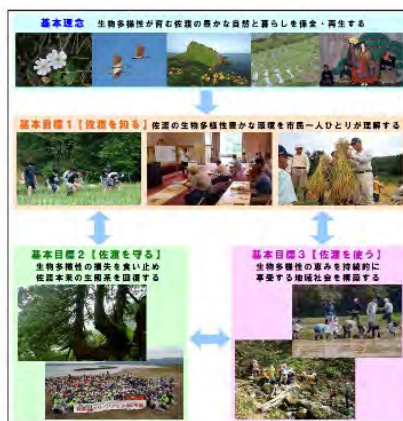 基本理念 生物多様性が育む佐渡の豊かな自然と暮らしを保全・再生する
基本目標1【佐渡を知る】佐渡の生物多様性豊かな環境を市民一人ひとりが理解する
基本目標2【佐渡を守る】
生物多様性の損失を食い止め
佐渡本来の生態系を回復する
基本目標3【佐渡を使う】
生物多様性の恵みを持続的に
享受する地域社会を構築する